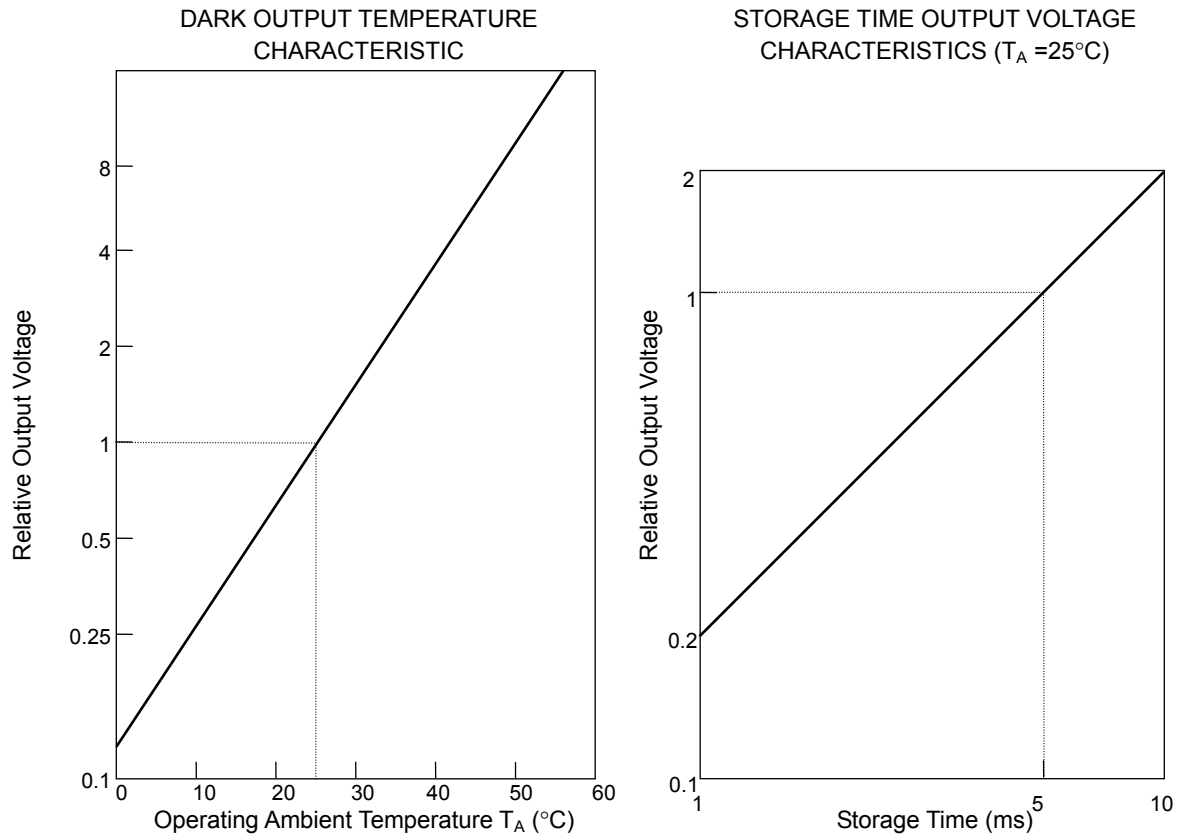 DARK OUTPUT TEMPERATURE
CHARACTERISTIC
8
4
2
1
0.5
0.25
0.1
Relative Output Voltage
0 10 20 30 40 50 60
Operating Ambient Temperature TA (°C)
STORAGE TIME OUTPUT VOLTAGE
CHARACTERISTICS (TA =25°C)
2
1
0.2
0.1
Relative Output Voltage
1 5 10
Storage Time (ms)